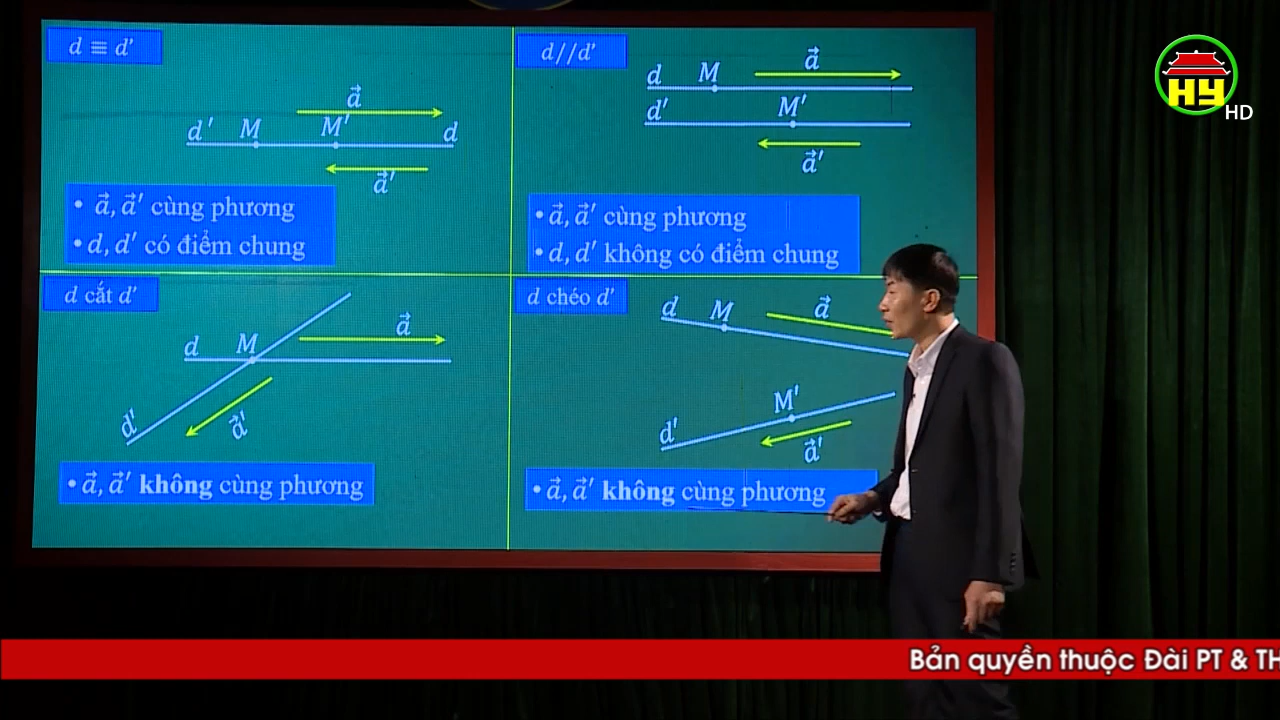 d ≡ d'
a⃗
d' M M' d
a⃗'
• a⃗, a⃗' cùng phương
• d, d' có điểm chung
d//d'
a⃗
d M
d' M'
a⃗'
• a⃗, a⃗' cùng phương
• d, d' không có điểm chung
d cắt d'
a⃗
d M
d'
a⃗'
• a⃗, a⃗' không cùng phương
d chéo d'
d M a⃗
M'
d'
a⃗'
• a⃗, a⃗' không cùng phương
HY
HD
Bản quyền thuộc Đài PT & TH